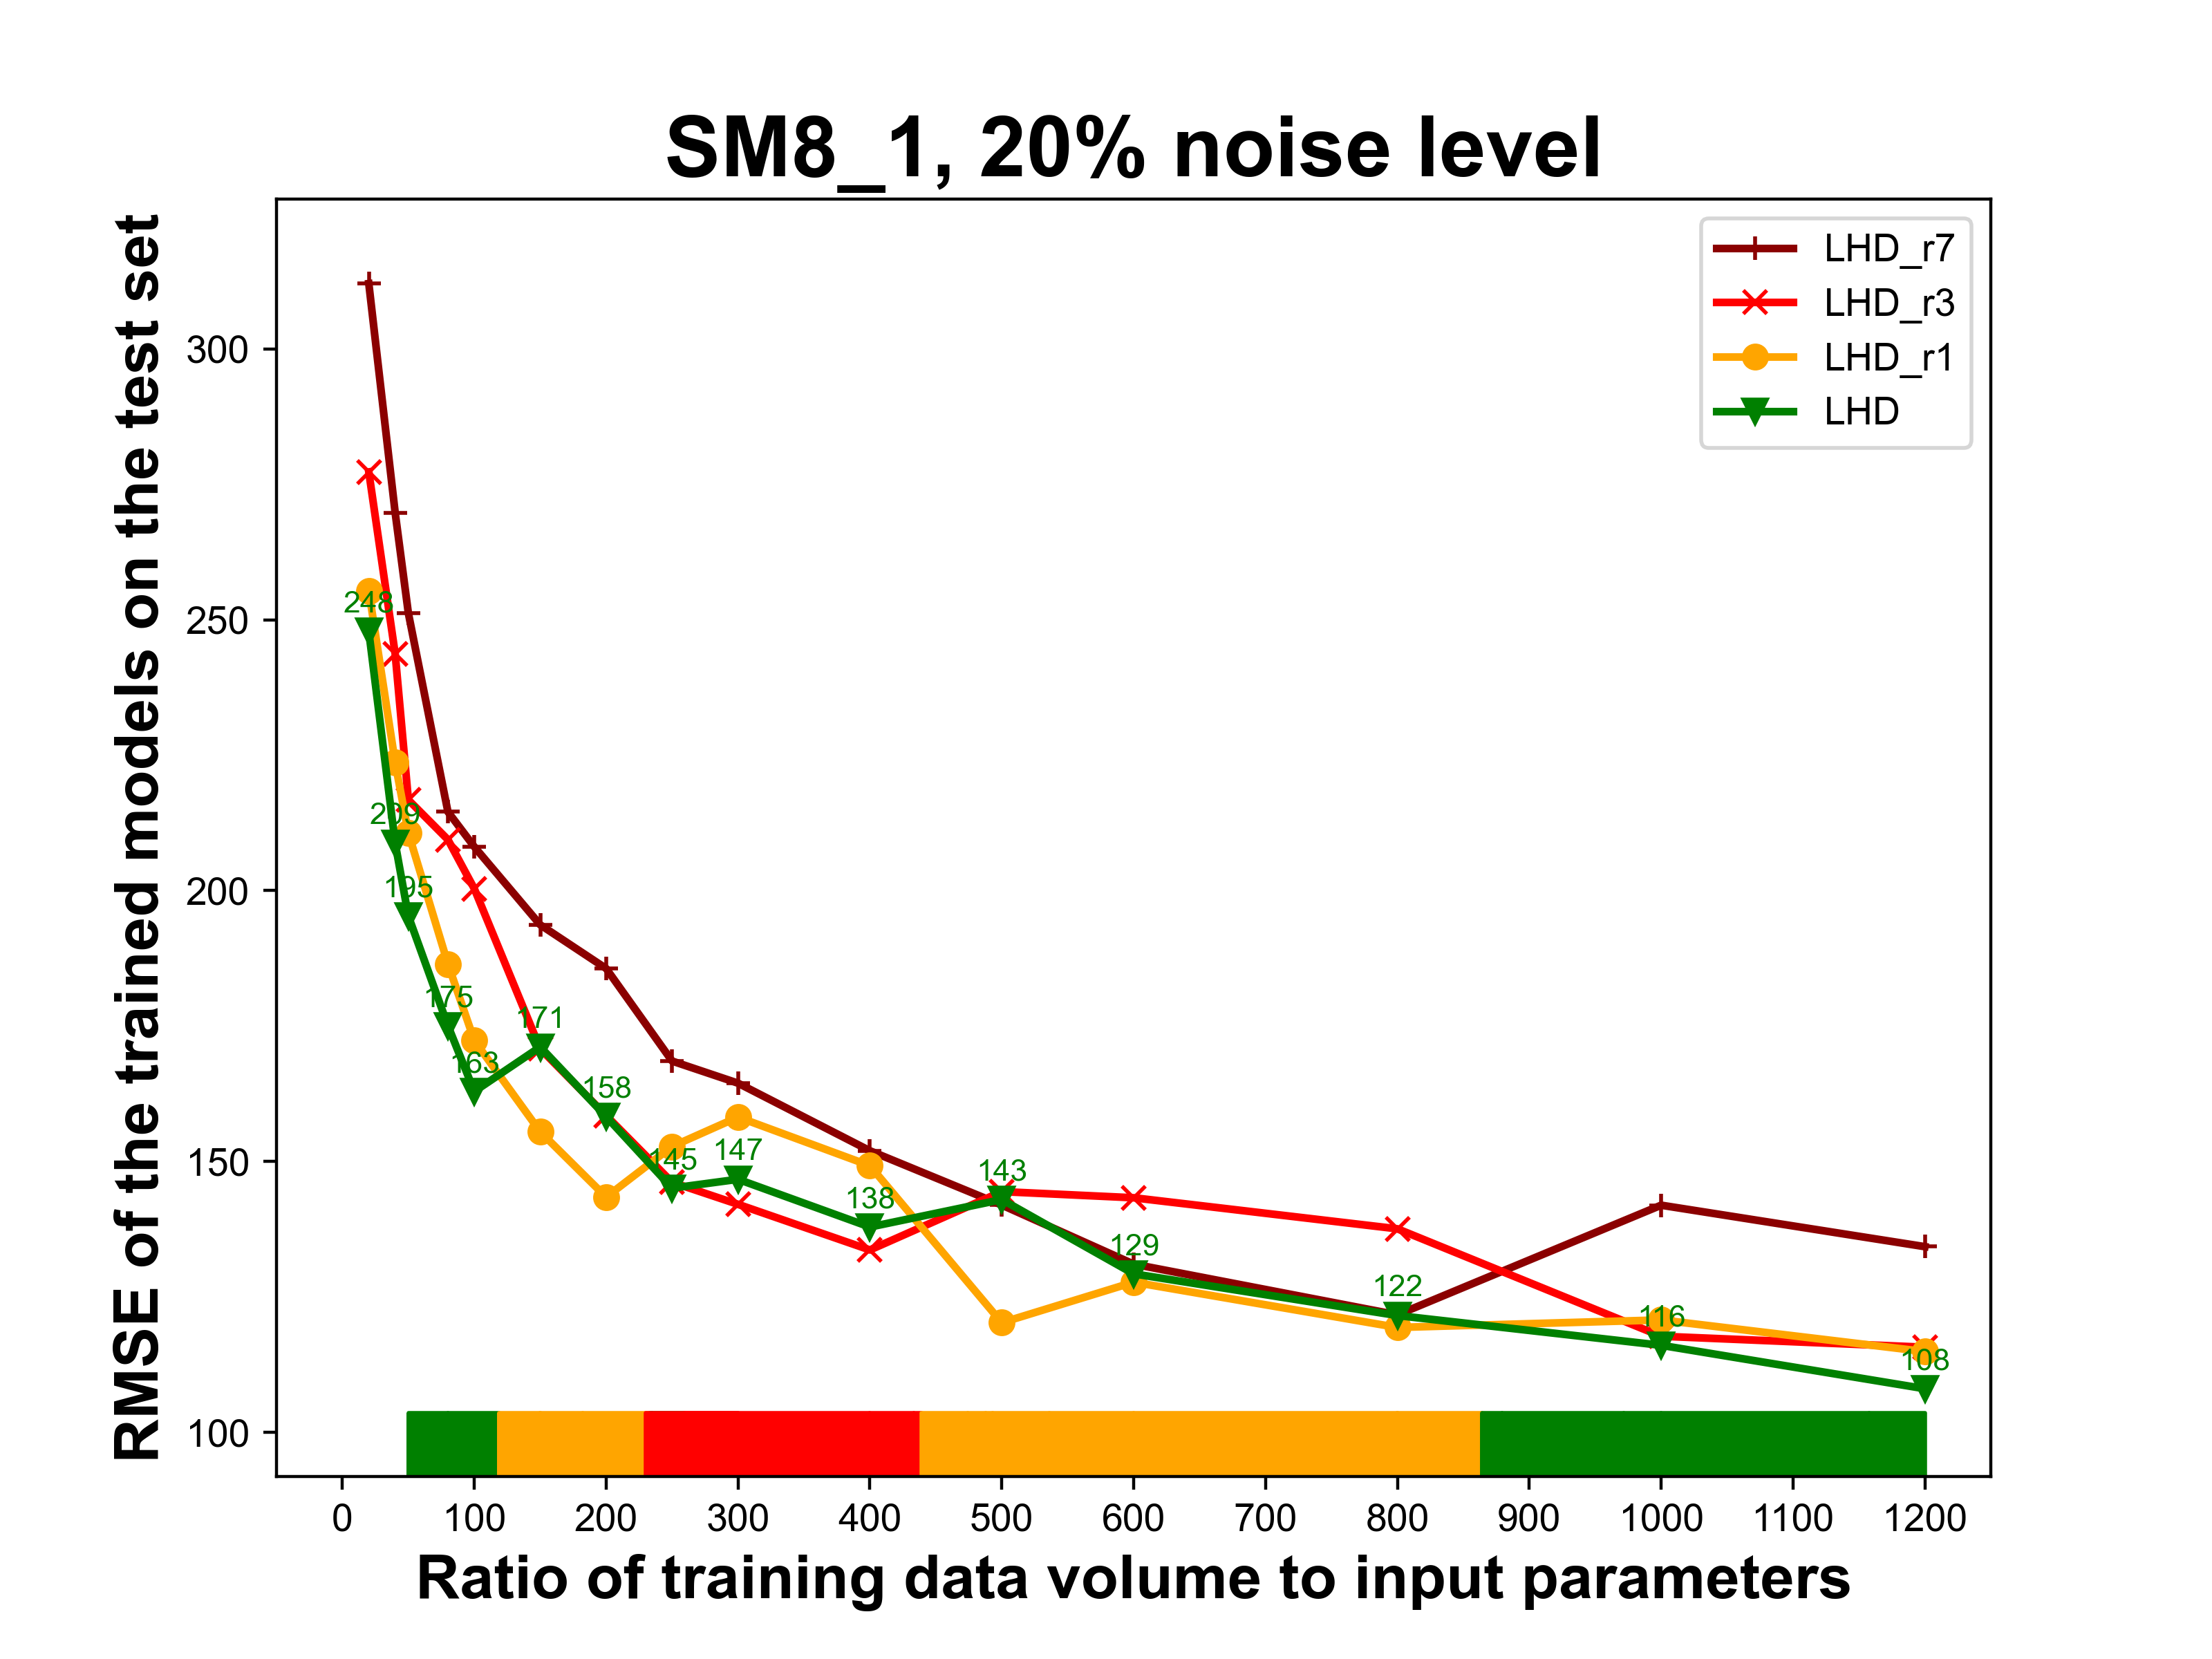 SM8_1, 20% noise level
RMSE of the trained models on the test set
300
250
200
150
100
LHD_r7
LHD_r3
LHD_r1
LHD
248
209
195
175
163
171
158
145
147
138
143
129
122
116
108
0 100 200 300 400 500 600 700 800 900 1000 1100 1200
Ratio of training data volume to input parameters